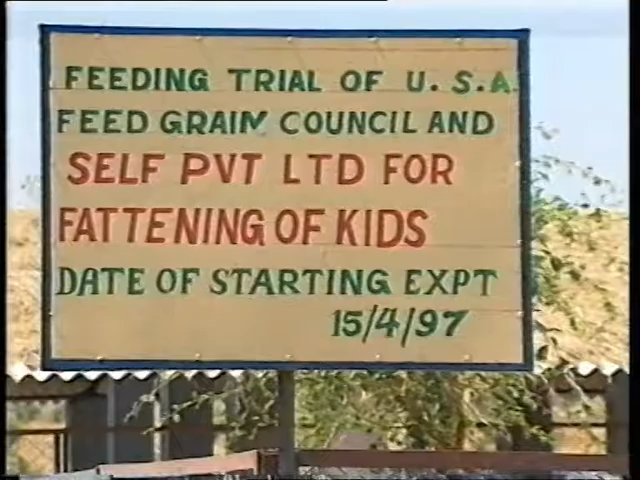 FEEDING TRIAL OF U.S.A
FEED GRAIN COUNCIL AND
SELF PVT LTD FOR
FATTENING OF KIDS
DATE OF STARTING EXPT
15/4/97